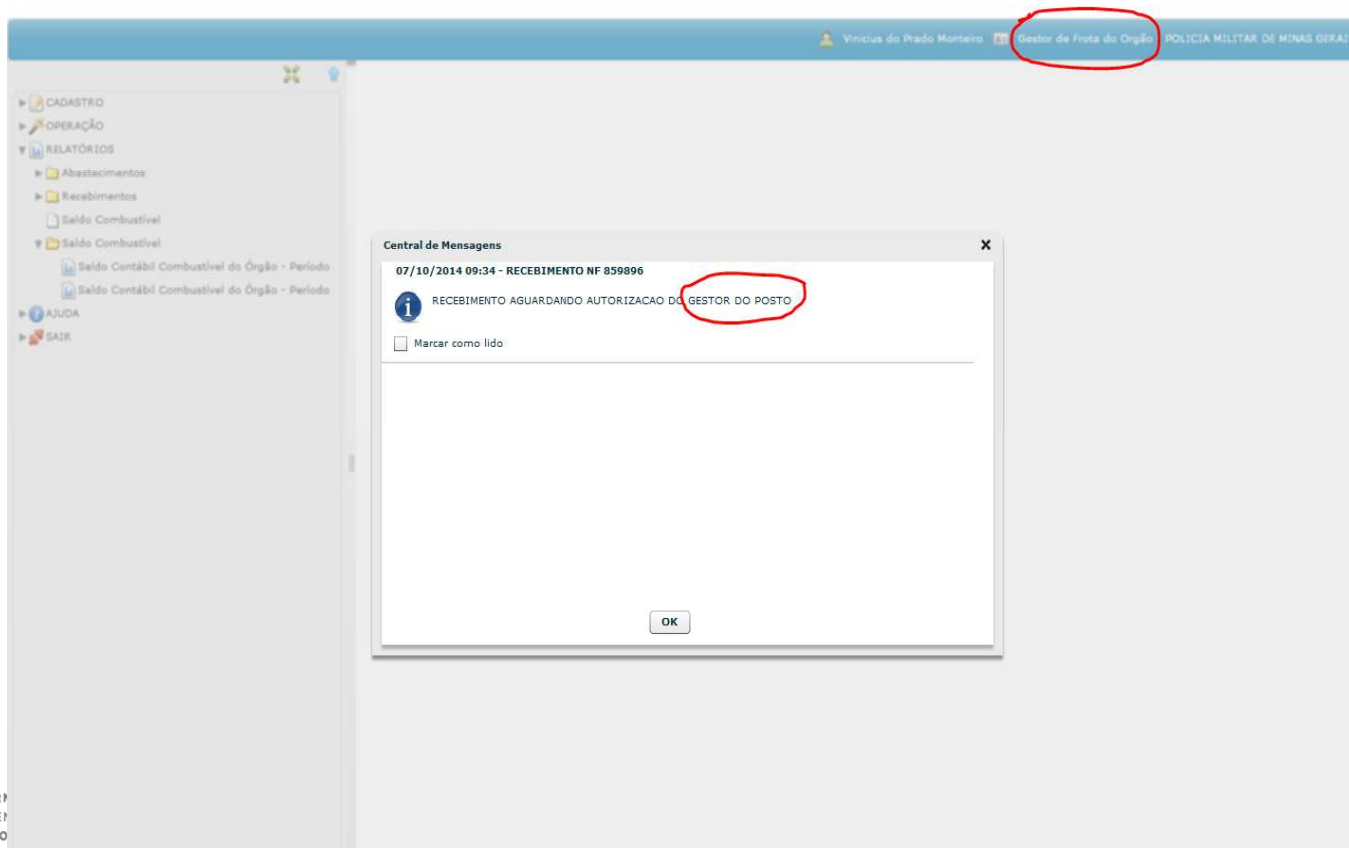 Vinicius do Prado Monteiro Gestor de Frota do Orgão POLICIA MILITAR DE MINAS GERAI
CADASTRO
OPERAÇÃO
RELATÓRIOS
Abastecimentos
Recebimentos
Saldo Combustível
Saldo Combustível
Saldo Contábil Combustível do Órgão - Período
Saldo Contábil Combustível do Órgão - Período
AJUDA
SAIR
Central de Mensagens
07/10/2014 09:34 - RECEBIMENTO NF 859896
RECEBIMENTO AGUARDANDO AUTORIZACAO DO GESTOR DO POSTO
Marcar como lido
OK